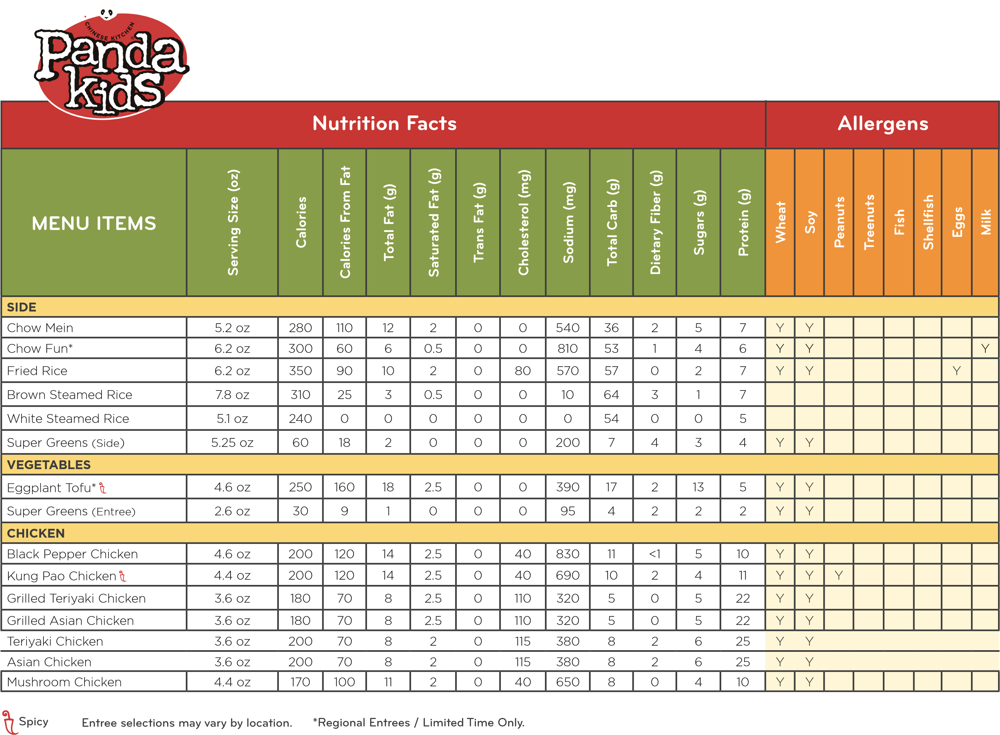 CHINESE KITCHEN
Panda
Kids
®
Nutrition Facts Allergens
MENU ITEMS Serving Size (oz) Calories Calories From Fat Total Fat (g) Saturated Fat (g) Trans Fat (g) Cholesterol (mg) Sodium (mg) Total Carb (g) Dietary Fiber (g) Sugars (g) Protein (g) Wheat Soy Peanuts Treenuts Fish Shellfish Eggs Milk
SIDE
Chow Mein 5.2 oz 280 110 12 2 0 0 540 36 2 5 7 Y Y
Chow Fun* 6.2 oz 300 60 6 0.5 0 0 810 53 1 4 6 Y Y Y
Fried Rice 6.2 oz 350 90 10 2 0 80 570 57 0 2 7 Y Y Y
Brown Steamed Rice 7.8 oz 310 25 3 0.5 0 0 10 64 3 1 7
White Steamed Rice 5.1 oz 240 0 0 0 0 0 0 54 0 0 5
Super Greens (Side) 5.25 oz 60 18 2 0 0 0 200 7 4 3 4 Y Y
VEGETABLES
Eggplant Tofu* 4.6 oz 250 160 18 2.5 0 0 390 17 2 13 5 Y Y
Super Greens (Entree) 2.6 oz 30 9 1 0 0 0 95 4 2 2 2 Y Y
CHICKEN
Black Pepper Chicken 4.6 oz 200 120 14 2.5 0 40 830 11 <1 5 10 Y Y
Kung Pao Chicken 4.4 oz 200 120 14 2.5 0 40 690 10 2 4 11 Y Y Y
Grilled Teriyaki Chicken 3.6 oz 180 70 8 2.5 0 110 320 5 0 5 22 Y Y
Grilled Asian Chicken 3.6 oz 180 70 8 2.5 0 110 320 5 0 5 22 Y Y
Teriyaki Chicken 3.6 oz 200 70 8 2 0 115 380 8 2 6 25 Y Y
Asian Chicken 3.6 oz 200 70 8 2 0 115 380 8 2 6 25 Y Y
Mushroom Chicken 4.4 oz 170 100 11 2 0 40 650 8 0 4 10 Y Y
Spicy Entree selections may vary by location. *Regional Entrees / Limited Time Only.